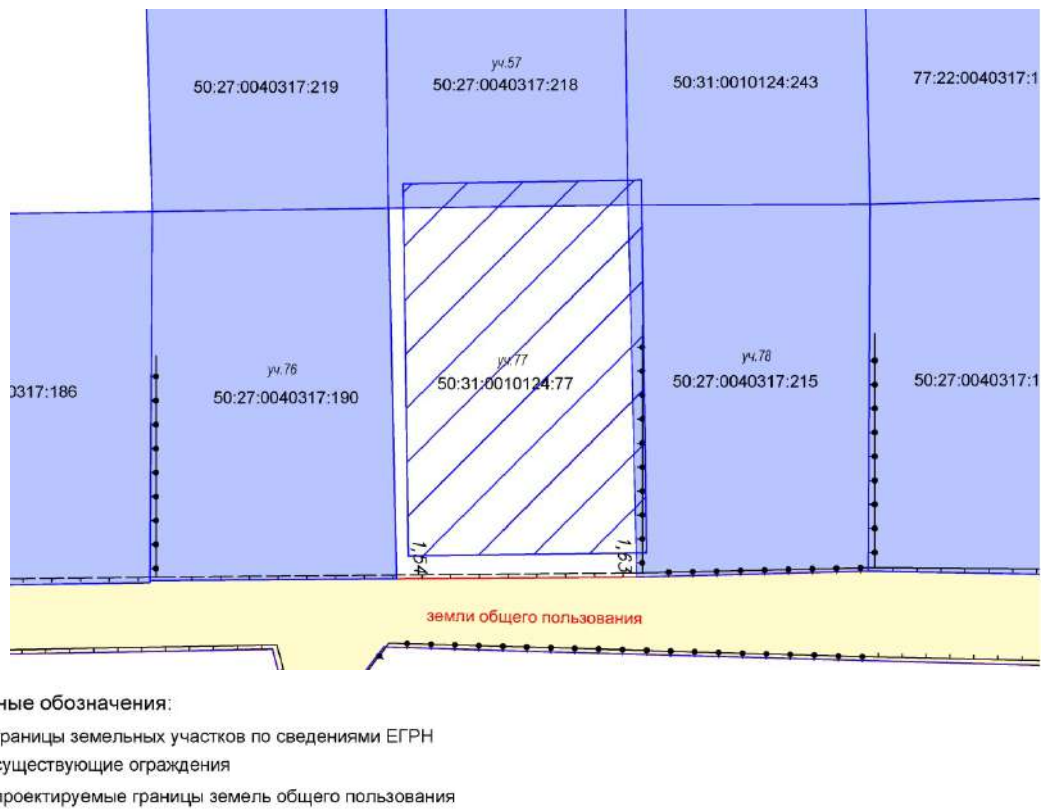 уч.57
50:27:0040317:219
50:27:0040317:218
50:31:0010124:243
77:22:0040317:1
уч.76
уч.77
уч.78
0317:186
50:27:0040317:190
50:31:0010124:77
50:27:0040317:215
50:27:0040317:1
1,54
1,63
земли общего пользования
ные обозначения:
раницы земельных участков по сведениями ЕГРН
существующие ограждения
проектируемые границы земель общего пользования